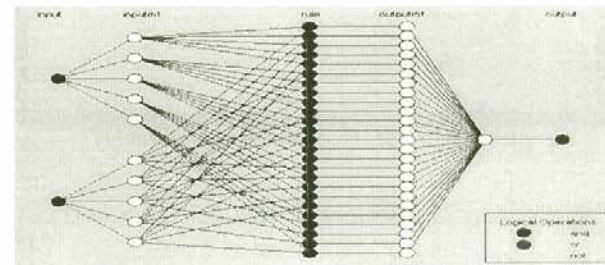 input inputmf rule outputmf output
Logical Operations
and
or
not